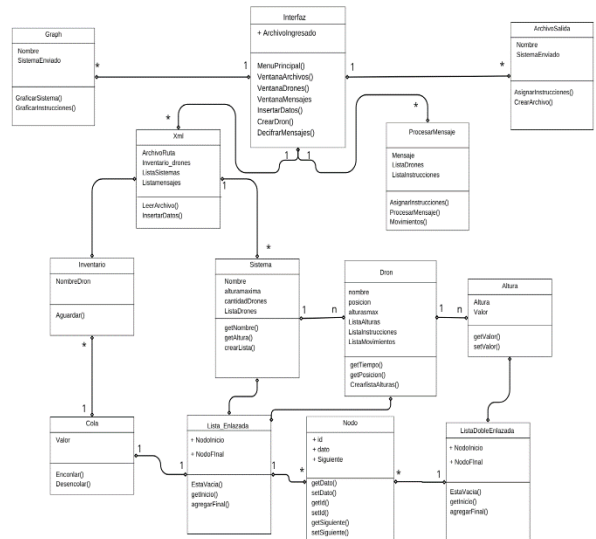 Graph
Nombre
SistemaEnviado
GraficarSistema()
GraficarInstrucciones()
Interfaz
+ ArchivoIngresado
MenuPrincipal()
VentanaArchivos()
VentanaDrones()
VentanaMensajes
InsertarDatos()
CrearDron()
DecifrarMensajes()
ArchivoSalida
Nombre
SistemaEnviado
AsignarInstrucciones()
CrearArchivo()
*
1
1
*
*
1
1
*
Xml
ArchivoRuta
Inventario_drones
ListaSistemas
Listamensajes
LeerArchivo()
InsertarDatos()
ProcesarMensaje
Mensaje
ListaDrones
ListaInstrucciones
AsignarInstrucciones()
ProcesarMensaje()
Movimientos()
1
*
Inventario
NombreDron
Aguardar()
Sistema
Nombre
alturamaxima
cantidadDrones
ListaDrones
getNombre()
getAltura()
crearLista()
1
n
Dron
nombre
posicion
alturasmax
ListaAlturas
ListaInstrucciones
ListaMovimientos
getTiempo()
getPosicion()
CrearlistaAlturas()
1
n
Altura
Altura
Valor
getValor()
setValor()
*
1
Cola
Valor
Enconlar()
Desencolar()
1
1
Lista_Enlazada
+ NodoInicio
+ NodoFInal
EstaVacia()
getInicio()
agregarFinal()
1
*
Nodo
+ id
+ dato
+ Siguiente
getDato()
setDato()
getId()
setId()
getSiguiente()
setSiguiente()
*
1
ListaDobleEnlazada
+ NodoInicio
+ NodoFInal
EstaVacia()
getInicio()
agregarFinal()